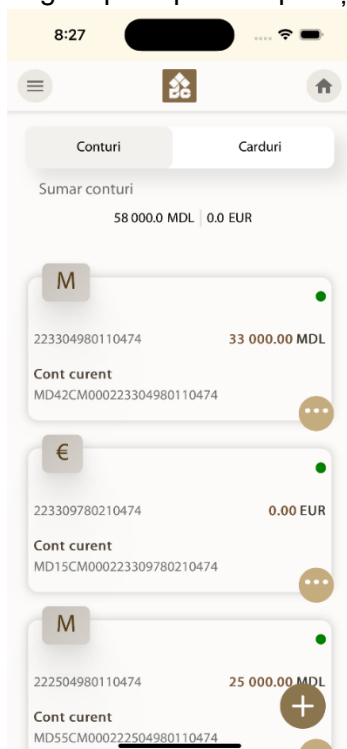 8:27
Conturi Carduri
Sumar conturi
58 000.0 MDL 0.0 EUR
M
223304980110474 33 000.00 MDL
Cont curent
MD42CM000223304980110474
€
223309780210474 0.00 EUR
Cont curent
MD15CM000223309780210474
M
222504980110474 25 000.00 MDL
Cont curent
MD55CM000222504980110474